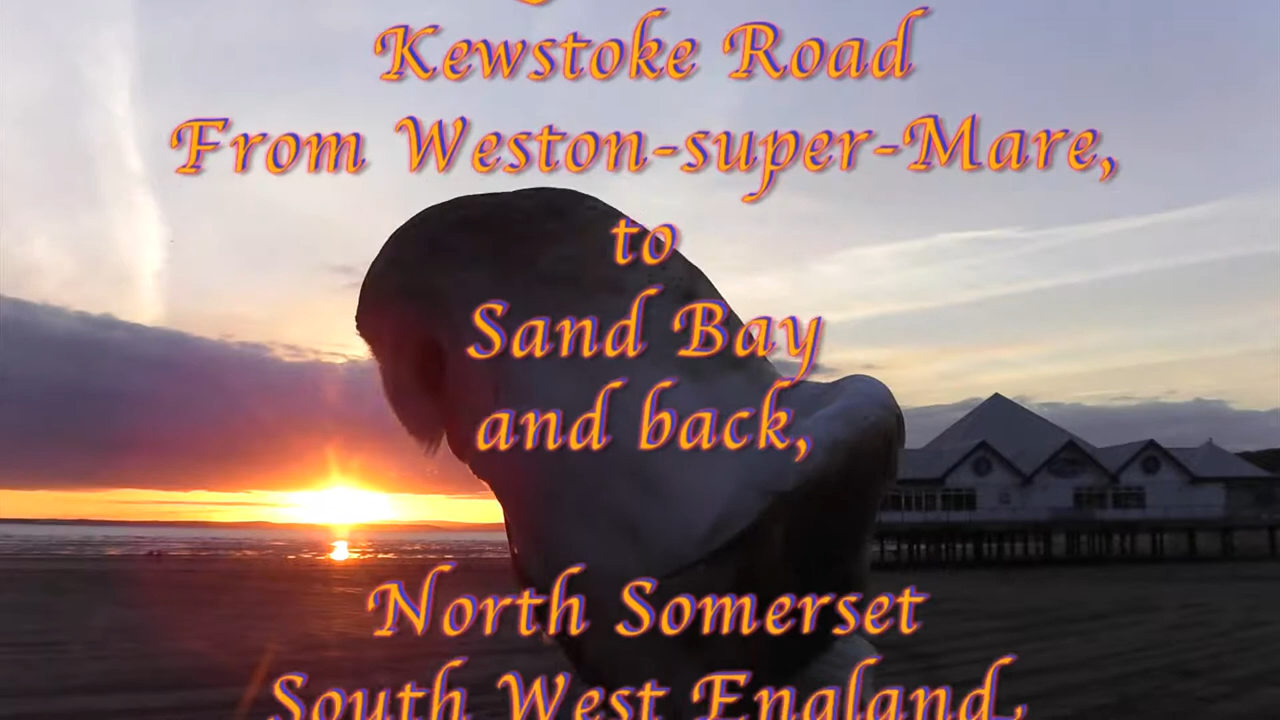 Kewstoke Road
From Weston-super-Mare,
to
Sand Bay
and back,
North Somerset
South West England,